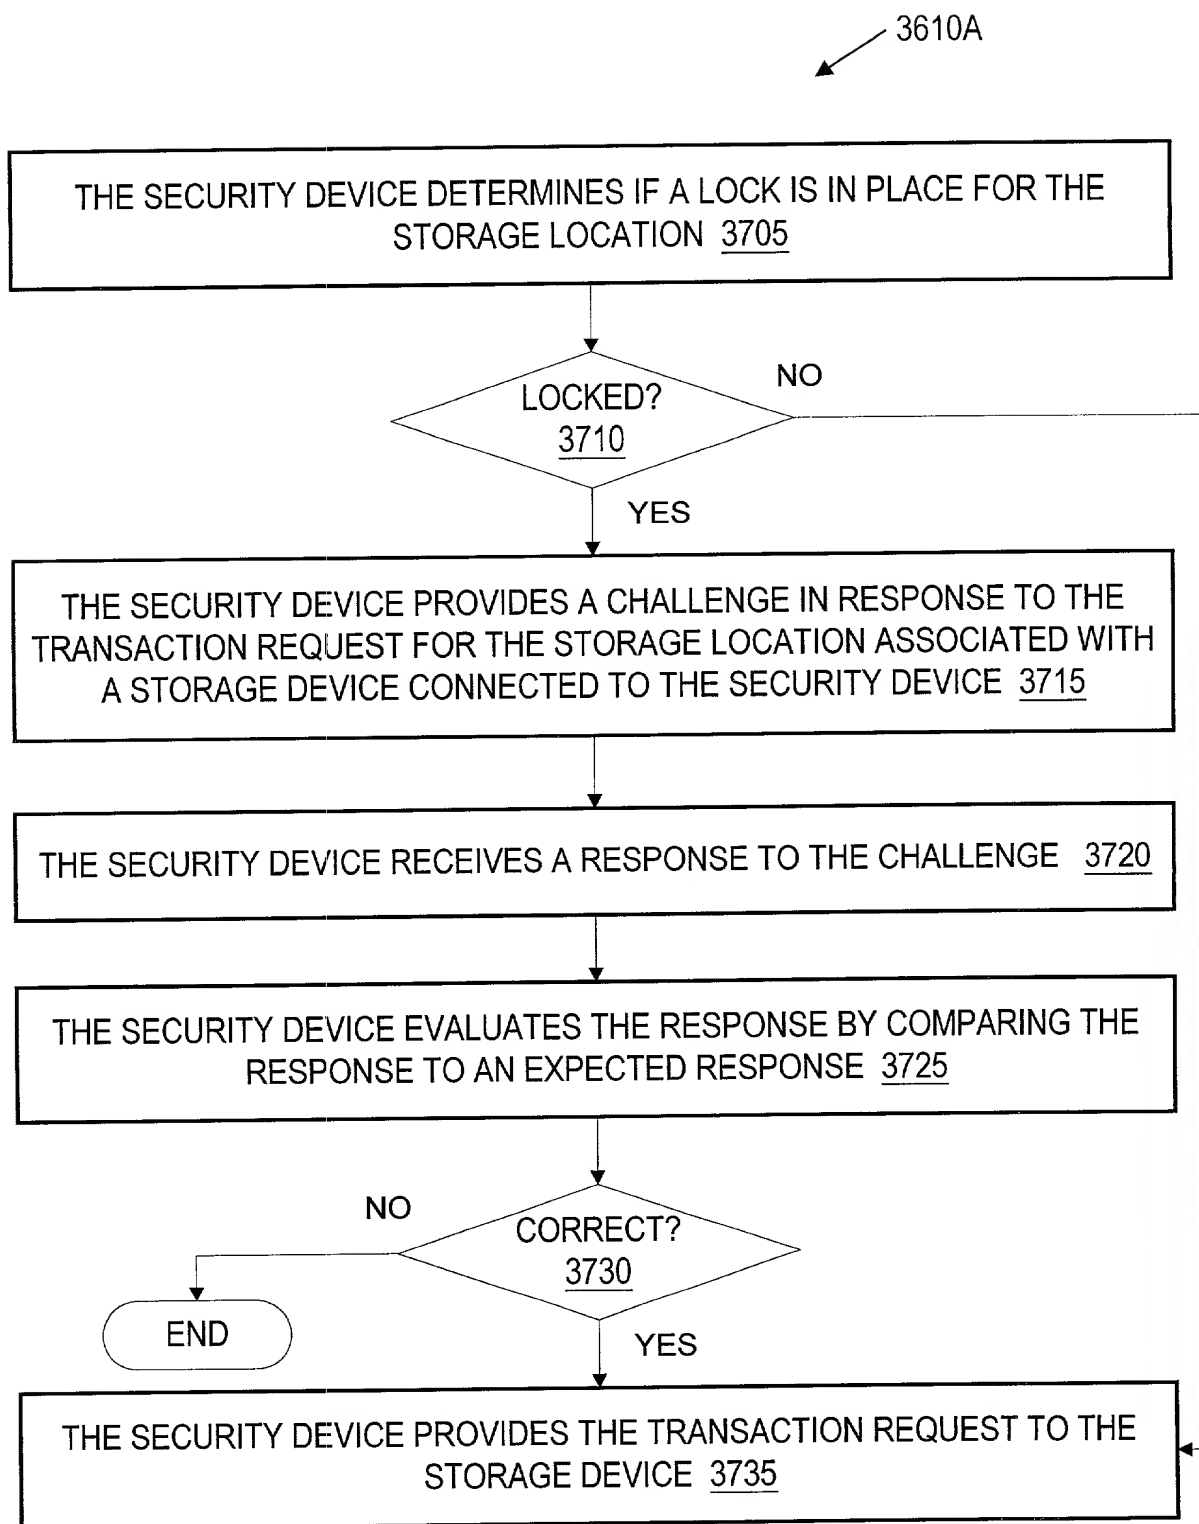 3610A
THE SECURITY DEVICE DETERMINES IF A LOCK IS IN PLACE FOR THE
STORAGE LOCATION 3705
LOCKED?
3710
NO
YES
THE SECURITY DEVICE PROVIDES A CHALLENGE IN RESPONSE TO THE
TRANSACTION REQUEST FOR THE STORAGE LOCATION ASSOCIATED WITH
A STORAGE DEVICE CONNECTED TO THE SECURITY DEVICE 3715
THE SECURITY DEVICE RECEIVES A RESPONSE TO THE CHALLENGE 3720
THE SECURITY DEVICE EVALUATES THE RESPONSE BY COMPARING THE
RESPONSE TO AN EXPECTED RESPONSE 3725
NO
CORRECT?
3730
END
YES
THE SECURITY DEVICE PROVIDES THE TRANSACTION REQUEST TO THE
STORAGE DEVICE 3735